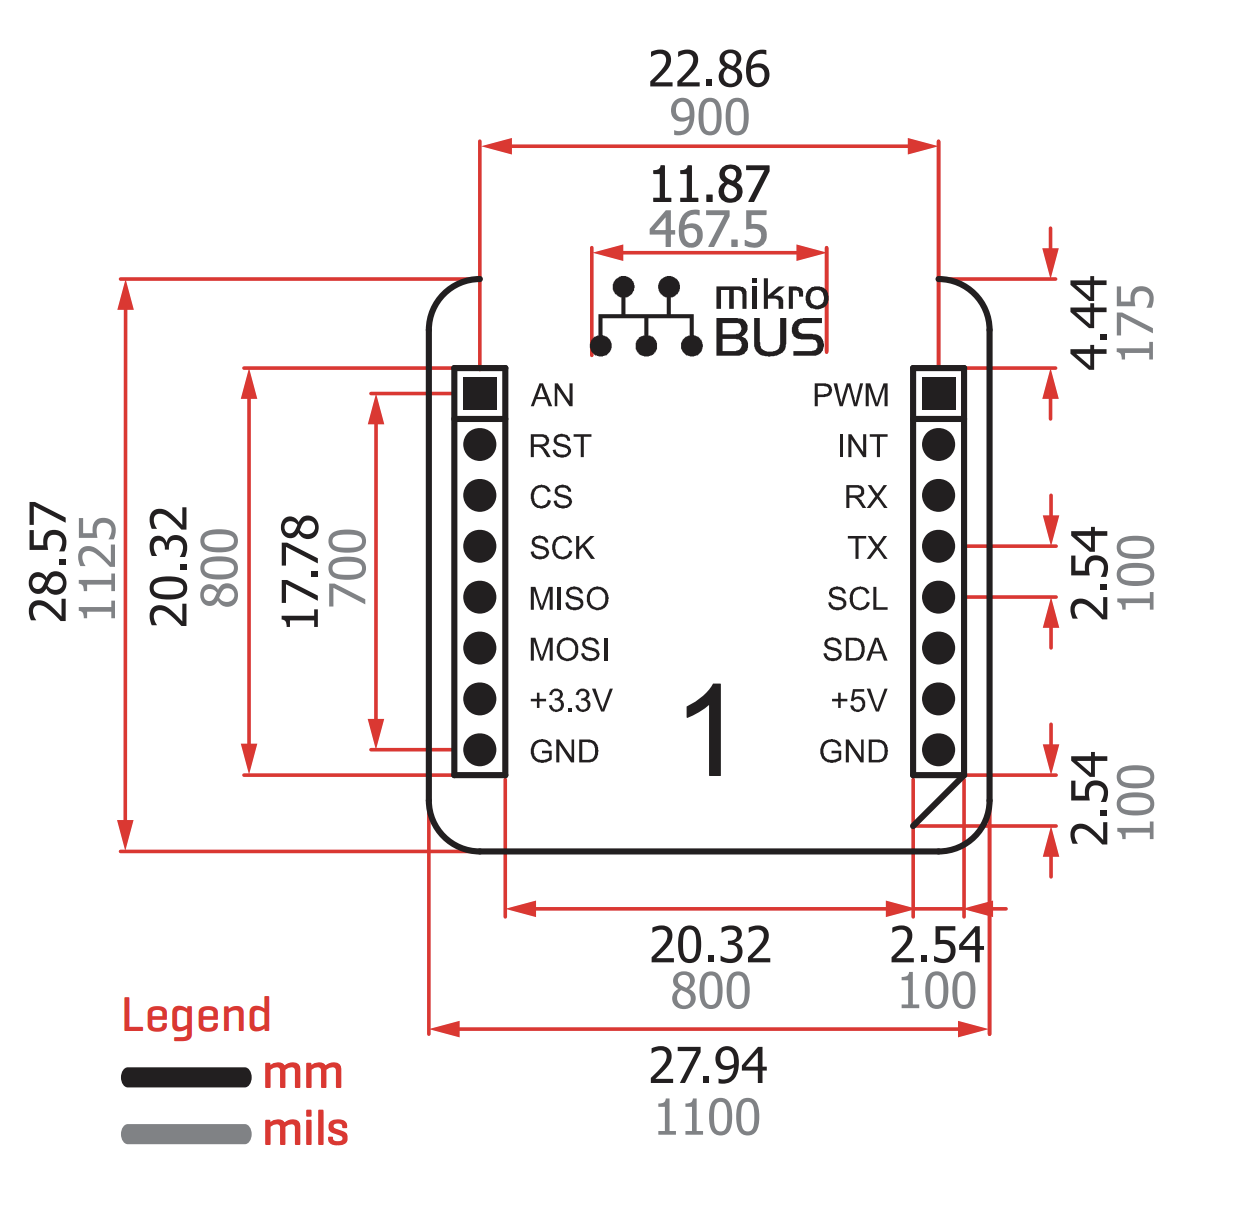 22.86
900
11.87
467.5
mikro
BUS
4.44
175
28.57
1125
20.32
800
17.78
700
AN
RST
CS
SCK
MISO
MOSI
+3.3V
GND
PWM
INT
RX
TX
SCL
SDA
+5V
GND
1
2.54
100
2.54
100
20.32
800
2.54
100
27.94
1100
Legend
mm
mils